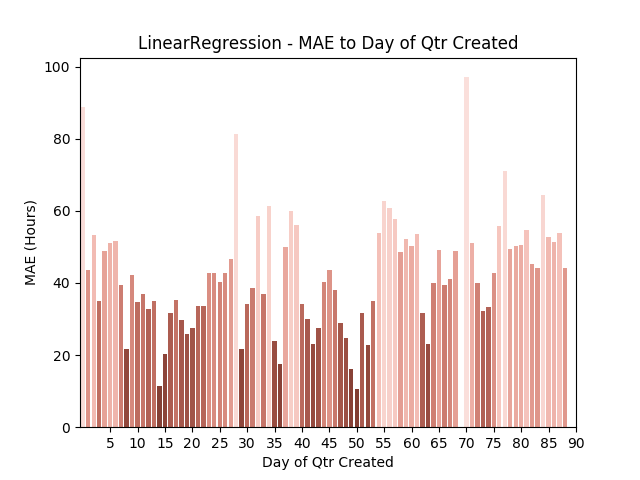 LinearRegression - MAE to Day of Qtr Created
100
80
60
40
20
0
MAE (Hours)
5 10 15 20 25 30 35 40 45 50 55 60 65 70 75 80 85 90
Day of Qtr Created